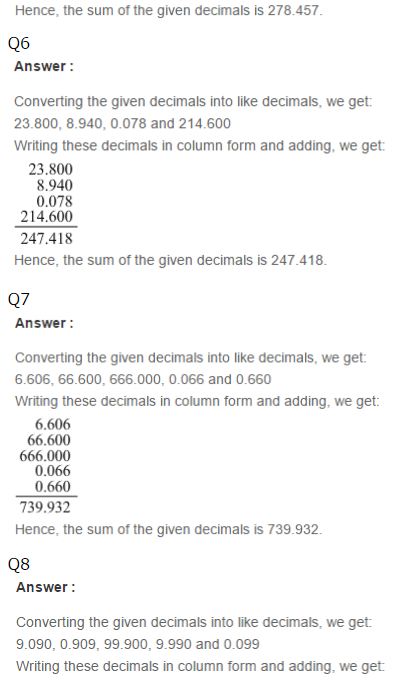 Hence, the sum of the given decimals is 278.457.
Q6
Answer :
Converting the given decimals into like decimals, we get:
23.800, 8.940, 0.078 and 214.600
Writing these decimals in column form and adding, we get:
23.800
8.940
0.078
214.600
247.418
Hence, the sum of the given decimals is 247.418.
Q7
Answer :
Converting the given decimals into like decimals, we get:
6.606, 66.600, 666.000, 0.066 and 0.660
Writing these decimals in column form and adding, we get:
6.606
66.600
666.000
0.066
0.660
739.932
Hence, the sum of the given decimals is 739.932.
Q8
Answer :
Converting the given decimals into like decimals, we get:
9.090, 0.909, 99.900, 9.990 and 0.099
Writing these decimals in column form and adding, we get: